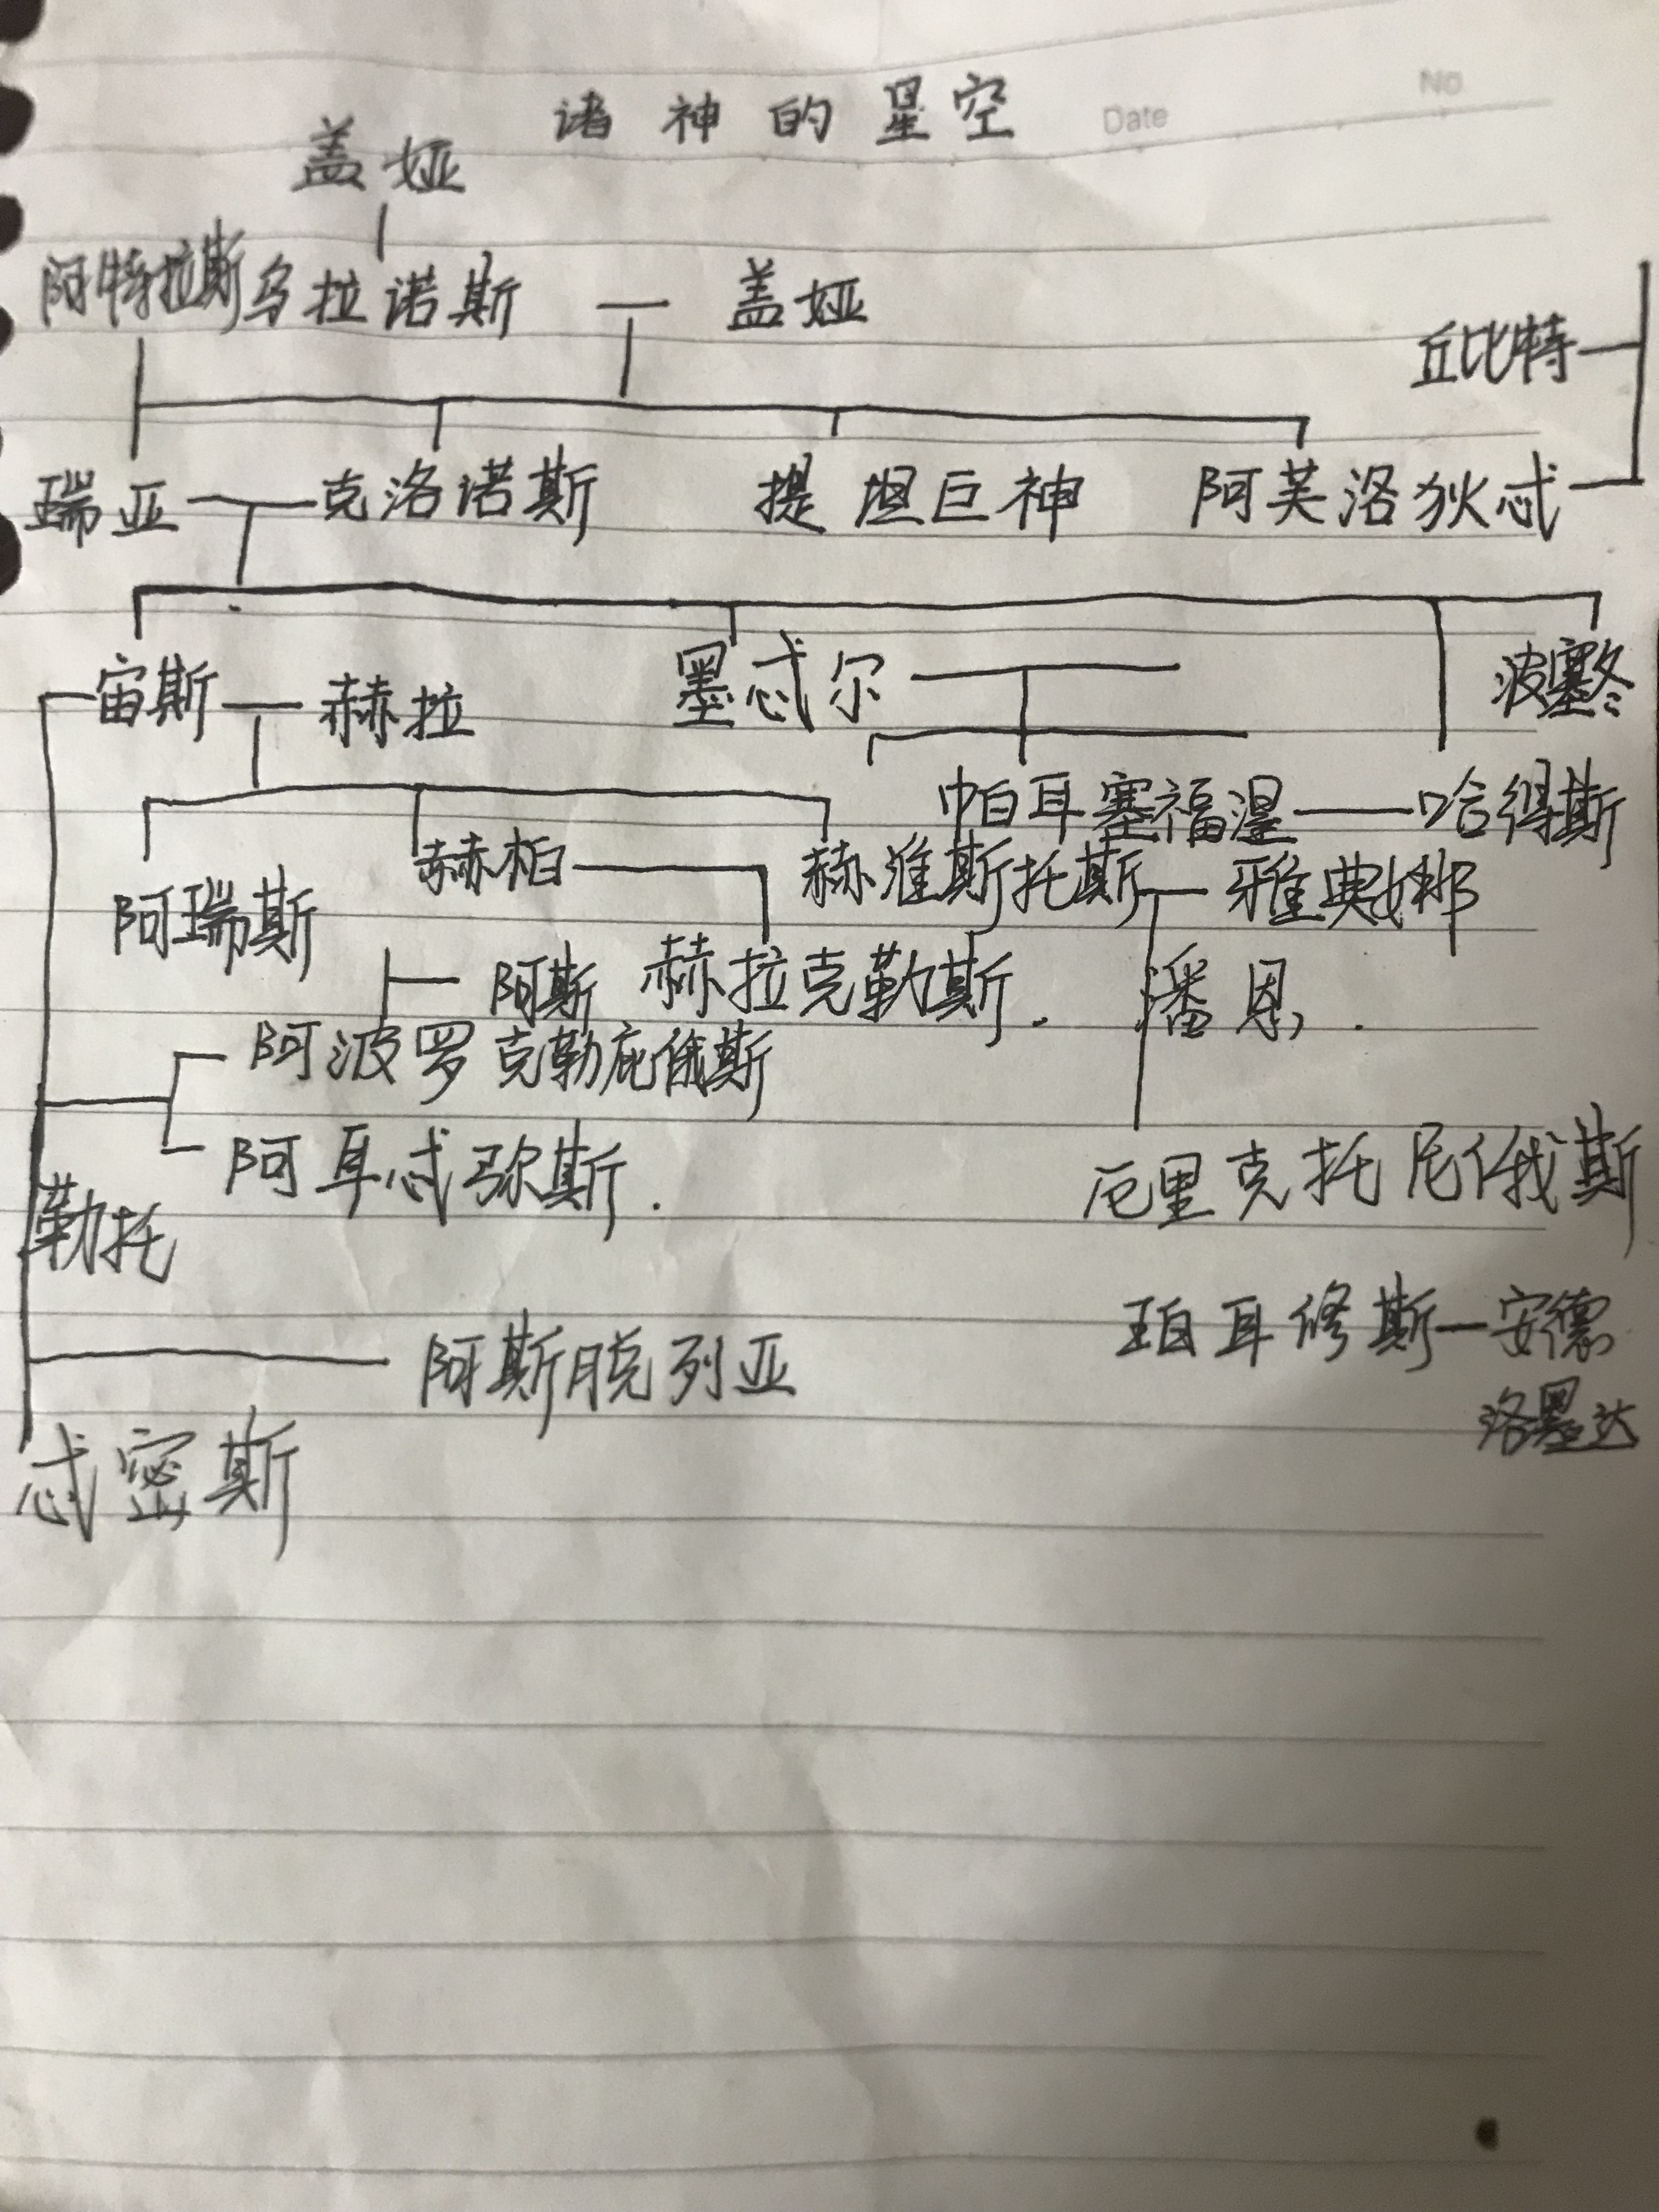 No
诸神的星空 Date
盖娅
阿特拉斯 乌拉诺斯 — 盖娅
丘比特
瑞亚 克洛诺斯 提坦巨神 阿芙洛狄忒
宙斯 — 赫拉 墨忒尔 波塞冬
帕耳塞福涅 — 哈得斯
阿瑞斯 赫柏 赫淮斯托斯 — 雅典娜
阿斯 赫拉克勒斯. 潘恩.
阿波罗 克勒庇俄斯
阿耳忒弥斯. 厄里克托尼俄斯
勒托
阿斯脱列亚 珀耳修斯 — 安德
洛墨达
忒密斯